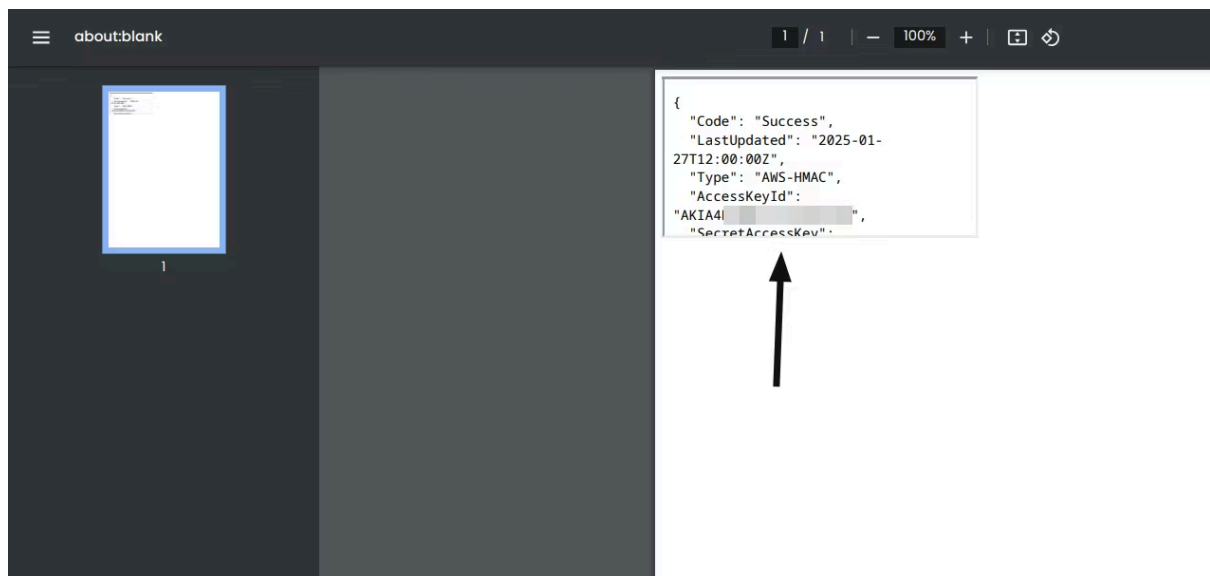 about:blank
1 / 1
100%
1
{
"Code": "Success",
"LastUpdated": "2025-01-
27T12:00:00Z",
"Type": "AWS-HMAC",
"AccessKeyId":
"AKIA4 ",
"SecretAccessKey":